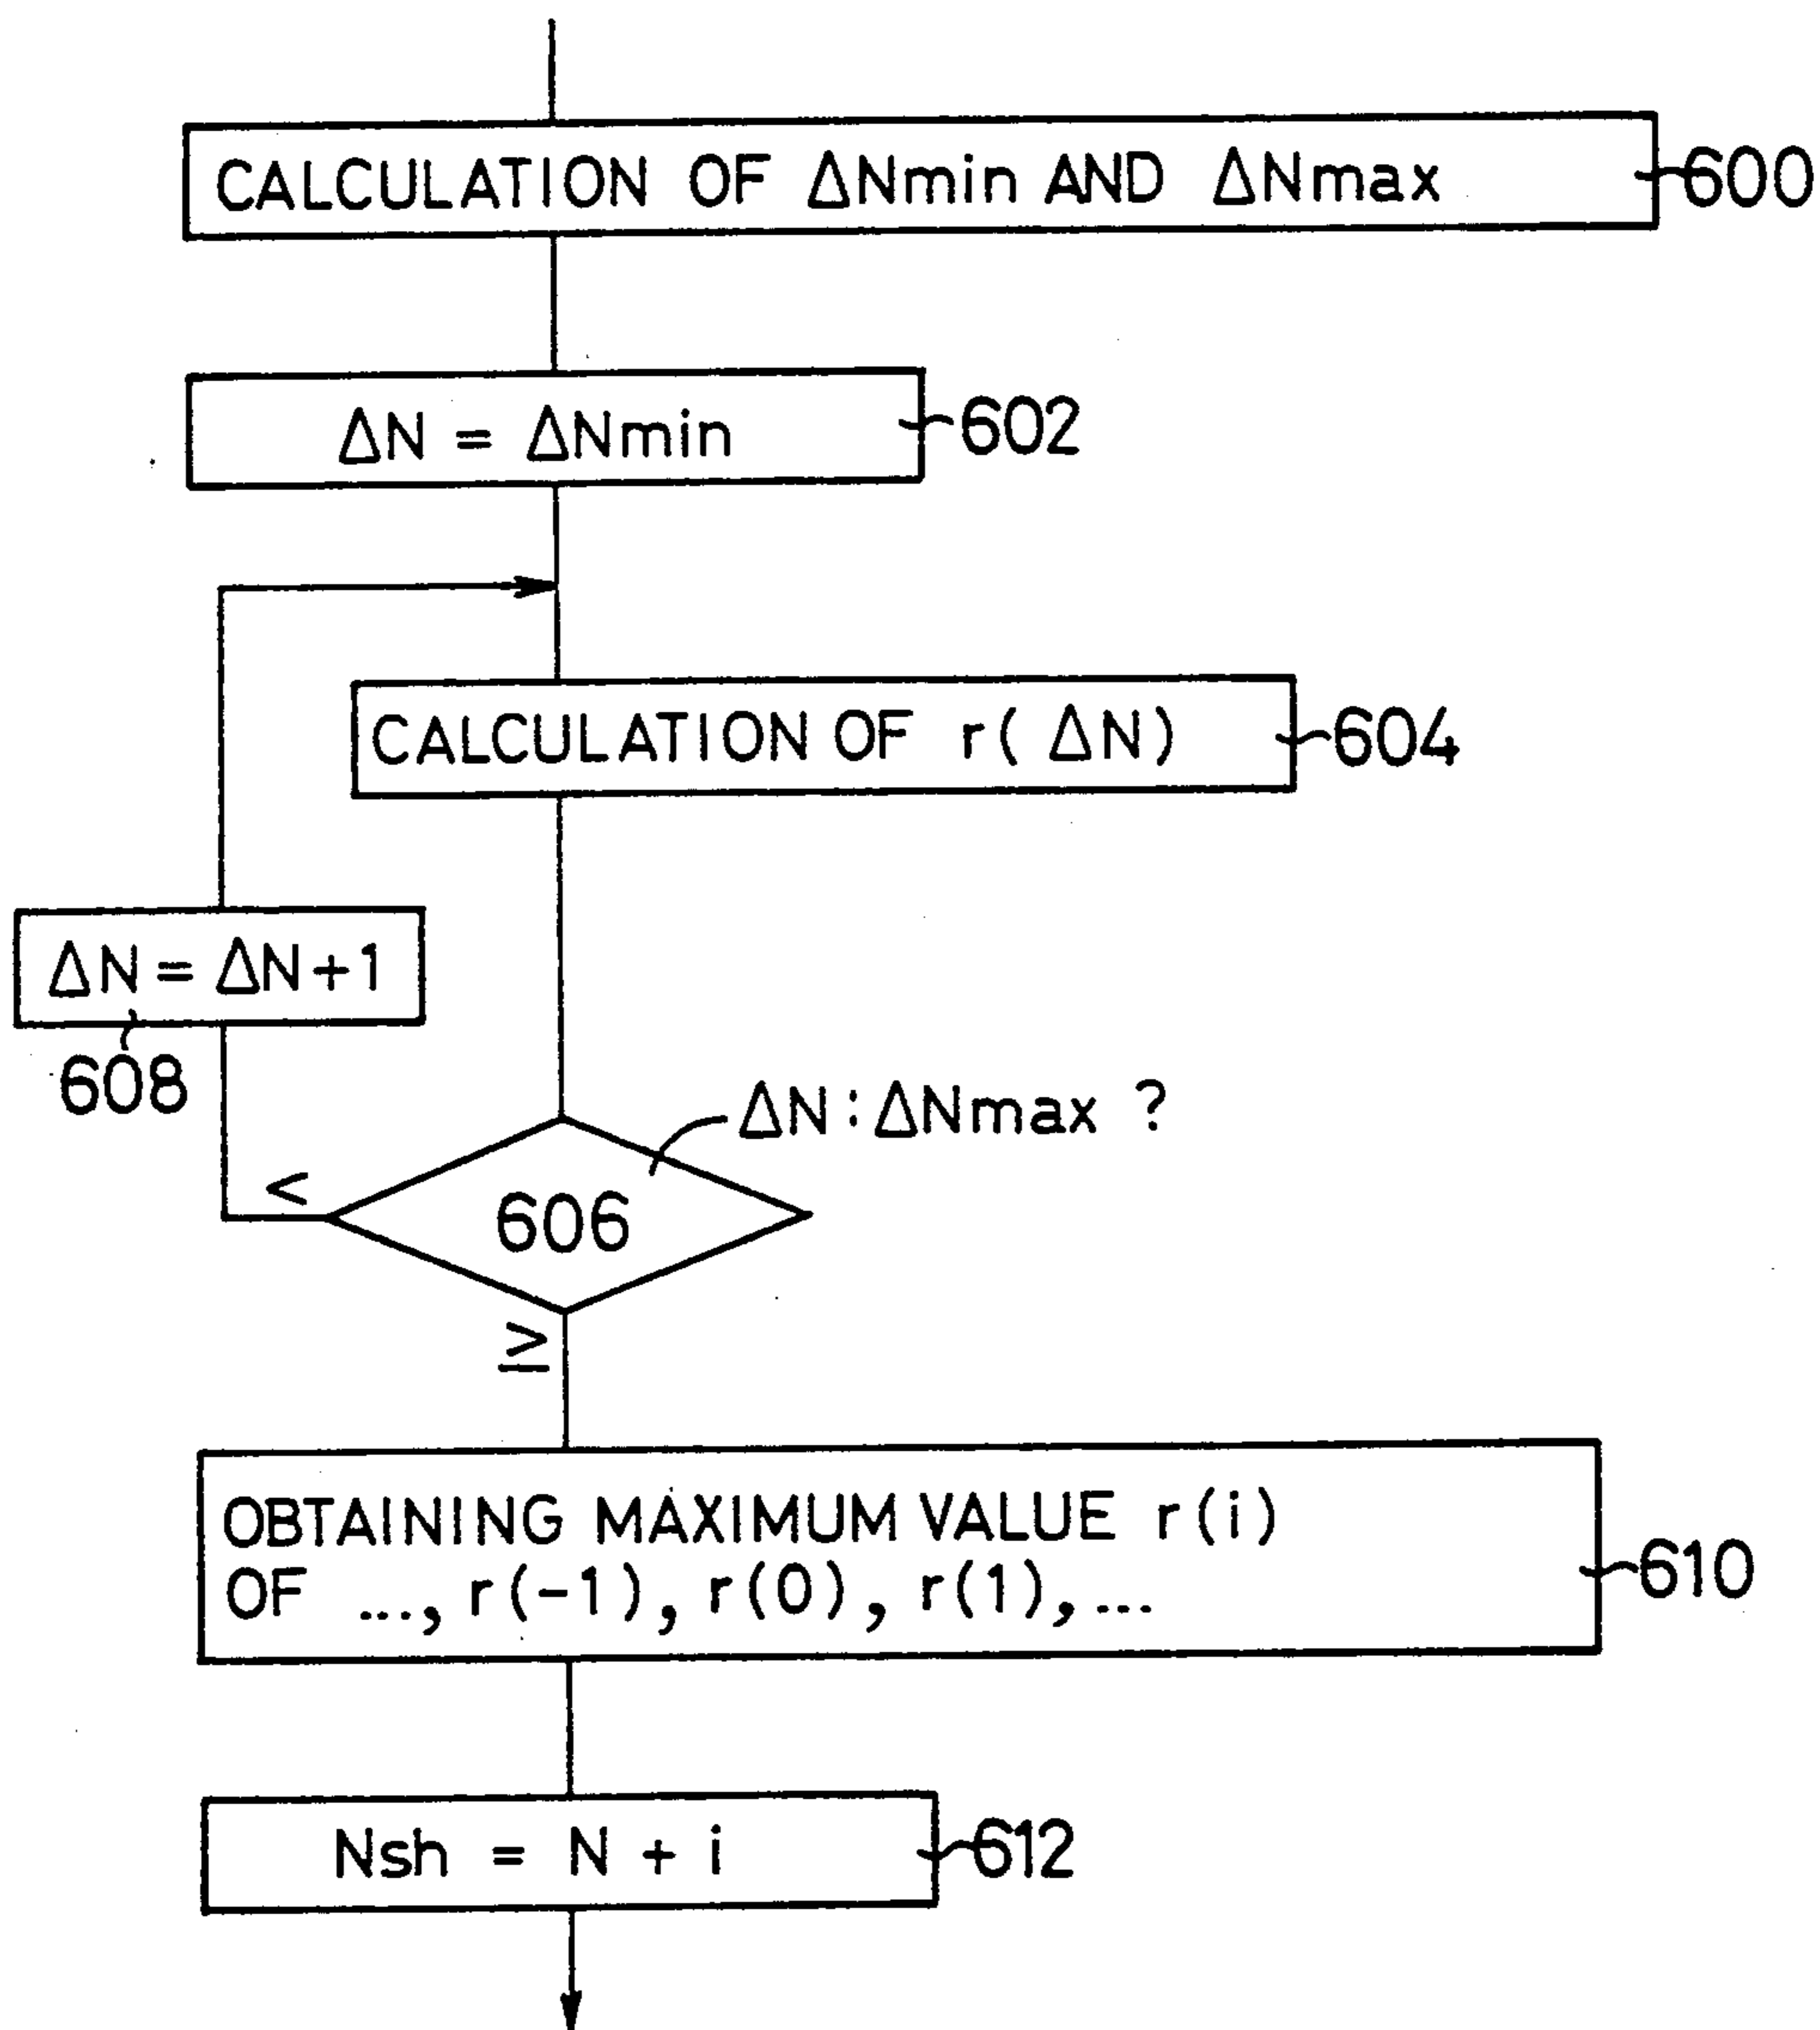 CALCULATION OF ΔNmin AND ΔNmax
600
ΔN = ΔNmin
602
CALCULATION OF r( ΔN)
604
ΔN = ΔN+1
608
ΔN : ΔNmax ?
<
606
≥
OBTAINING MAXIMUM VALUE r(i)
OF ..., r(-1), r(0), r(1), ...
610
Nsh = N + i
612